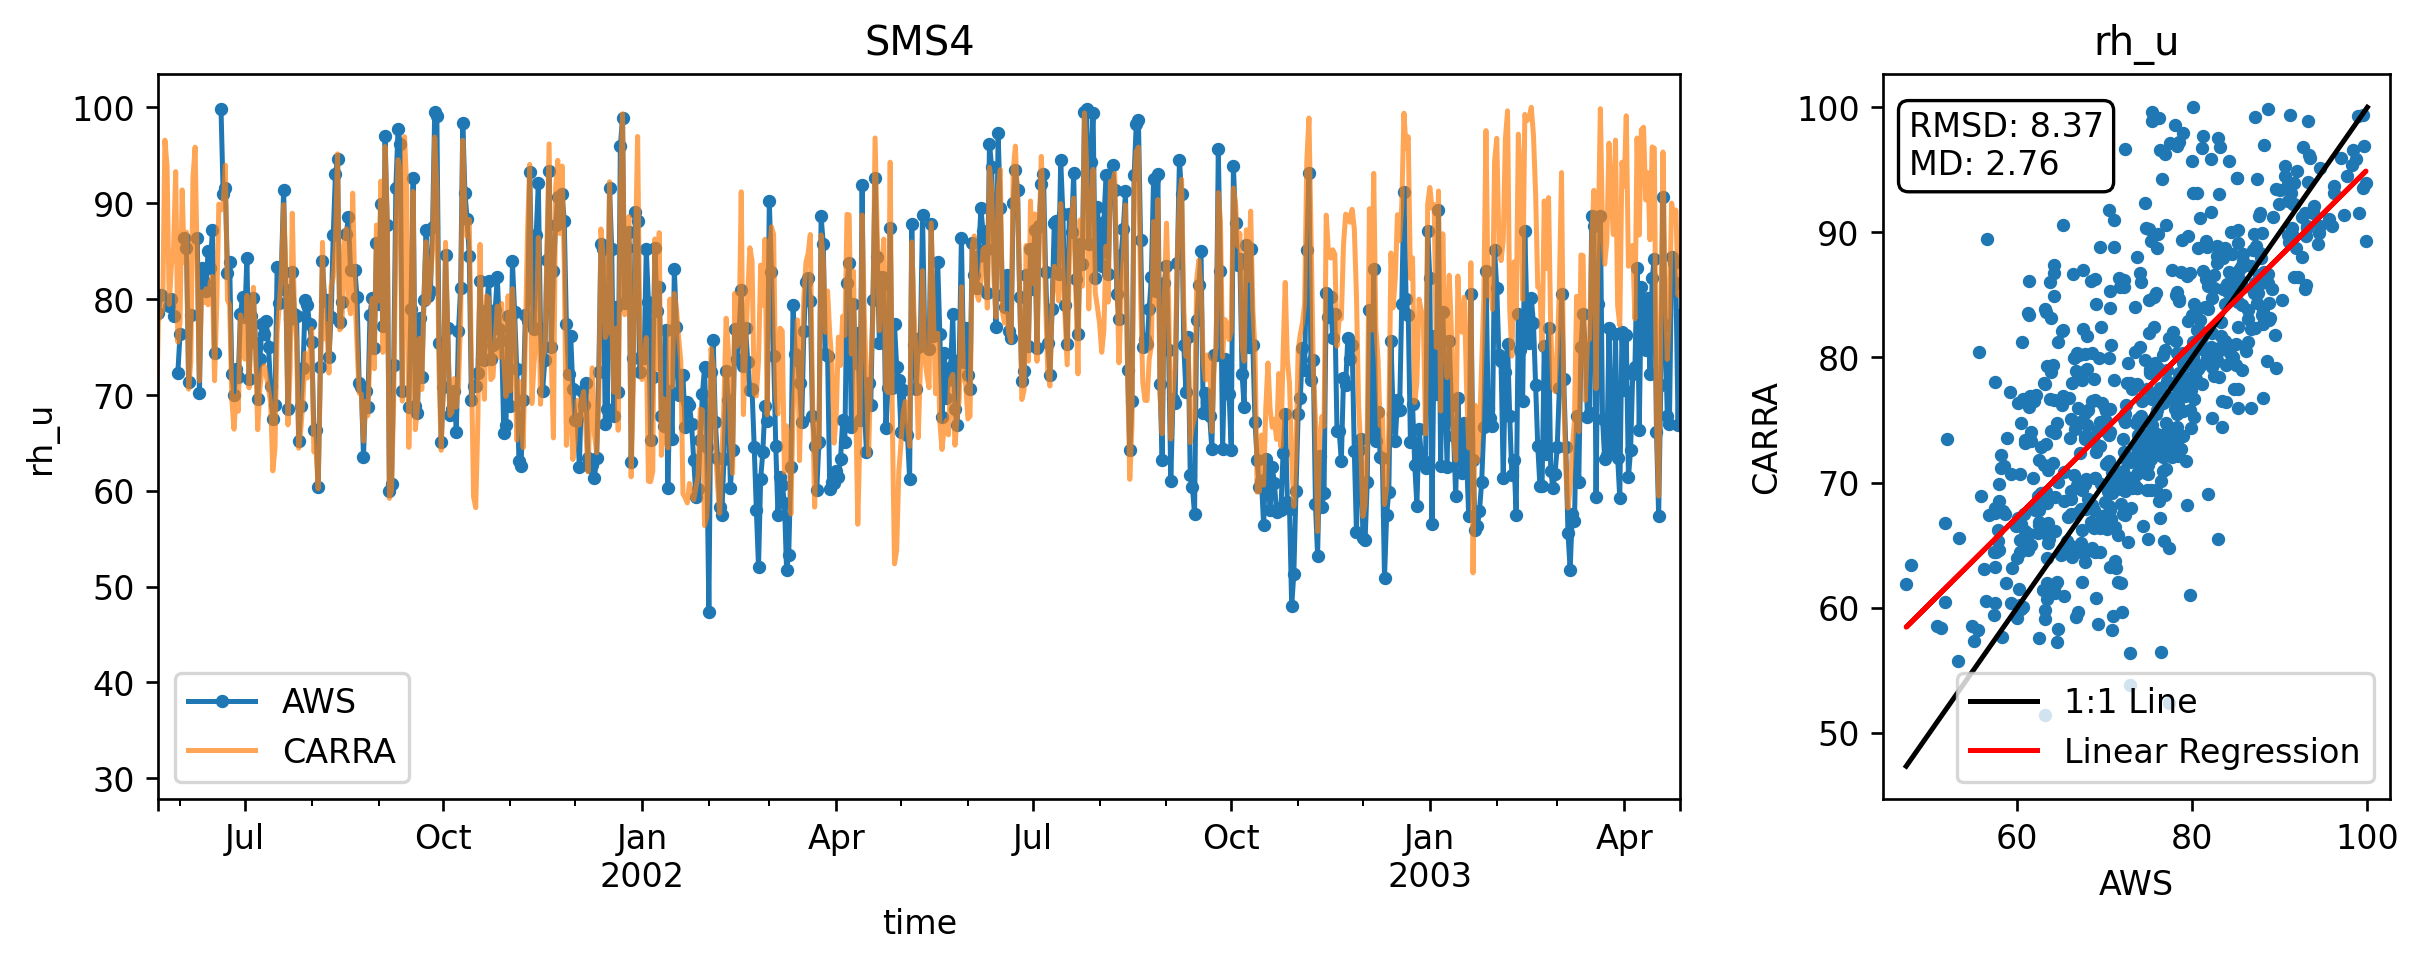 SMS4
rh_u
100
90
80
70
60
50
40
30
AWS
CARRA
Jul
Oct
Jan
2002
Apr
Jul
Oct
Jan
2003
Apr
time
rh_u
CARRA
100
90
80
70
60
50
RMSD: 8.37
MD: 2.76
1:1 Line
Linear Regression
60
80
100
AWS